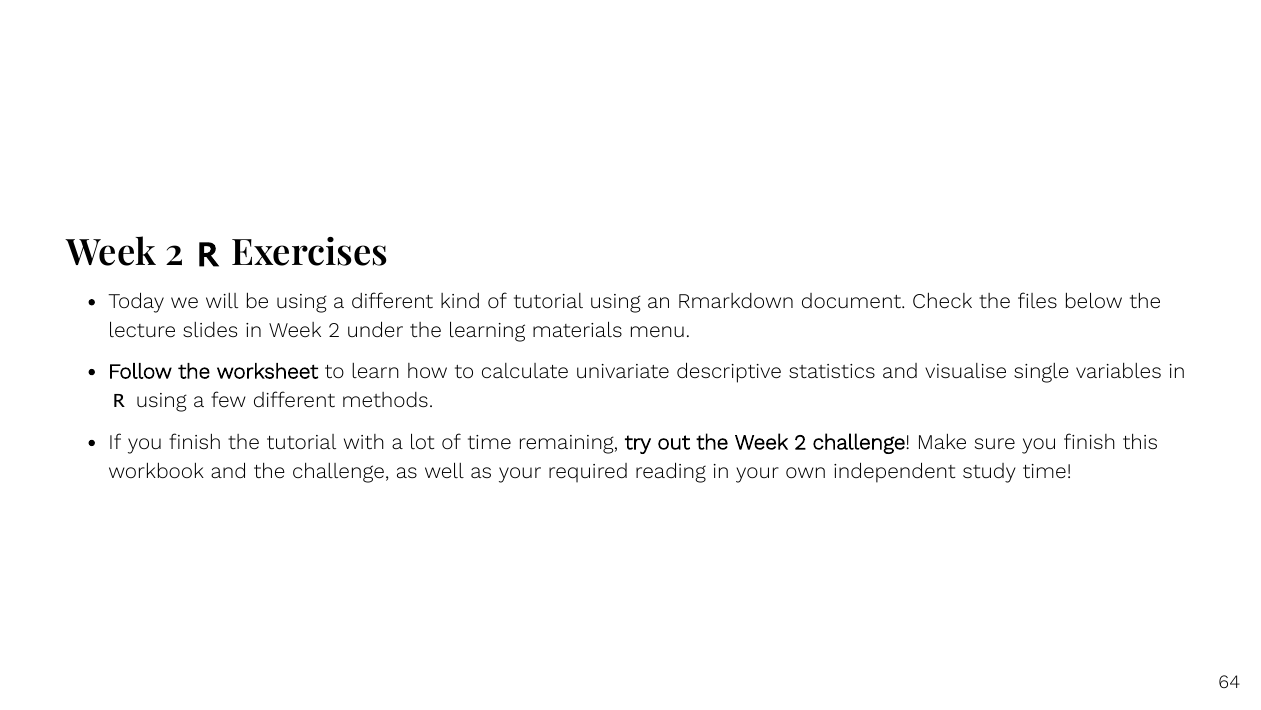 Week 2 R Exercises
• Today we will be using a different kind of tutorial using an Rmarkdown document. Check the files below the
lecture slides in Week 2 under the learning materials menu.
• Follow the worksheet to learn how to calculate univariate descriptive statistics and visualise single variables in
R using a few different methods.
• If you finish the tutorial with a lot of time remaining, try out the Week 2 challenge! Make sure you finish this
workbook and the challenge, as well as your required reading in your own independent study time!
64